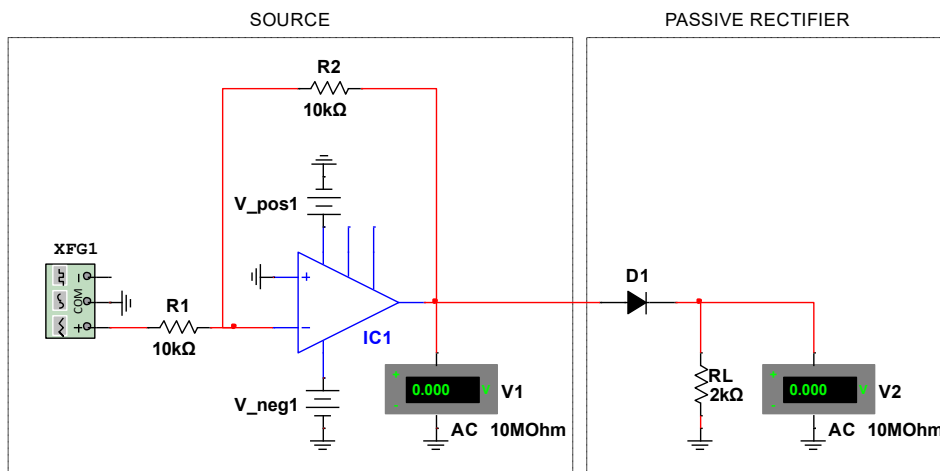 SOURCE
PASSIVE RECTIFIER
R2
10kΩ
V_pos1
XFG1
COM
R1
10kΩ
IC1
V_neg1
0.000 V
V1
AC 10MOhm
D1
RL
2kΩ
0.000 V
V2
AC 10MOhm